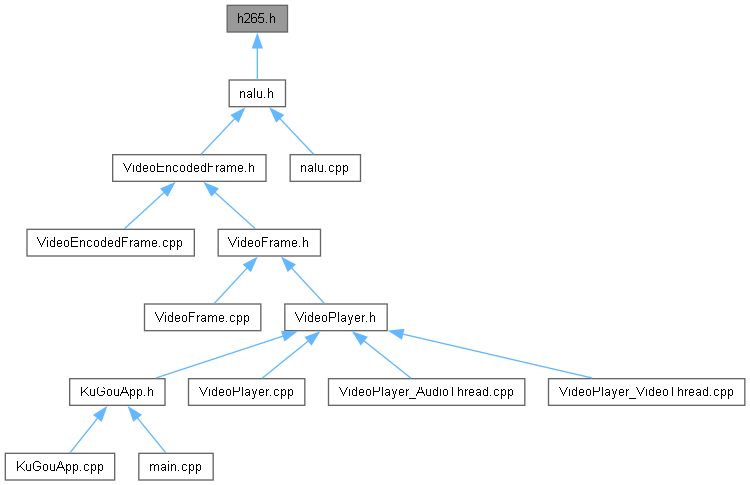 h265.h
nalu.h
VideoEncodedFrame.h
nalu.cpp
VideoEncodedFrame.cpp
VideoFrame.h
VideoFrame.cpp
VideoPlayer.h
KuGouApp.h
VideoPlayer.cpp
VideoPlayer_AudioThread.cpp
VideoPlayer_VideoThread.cpp
KuGouApp.cpp
main.cpp